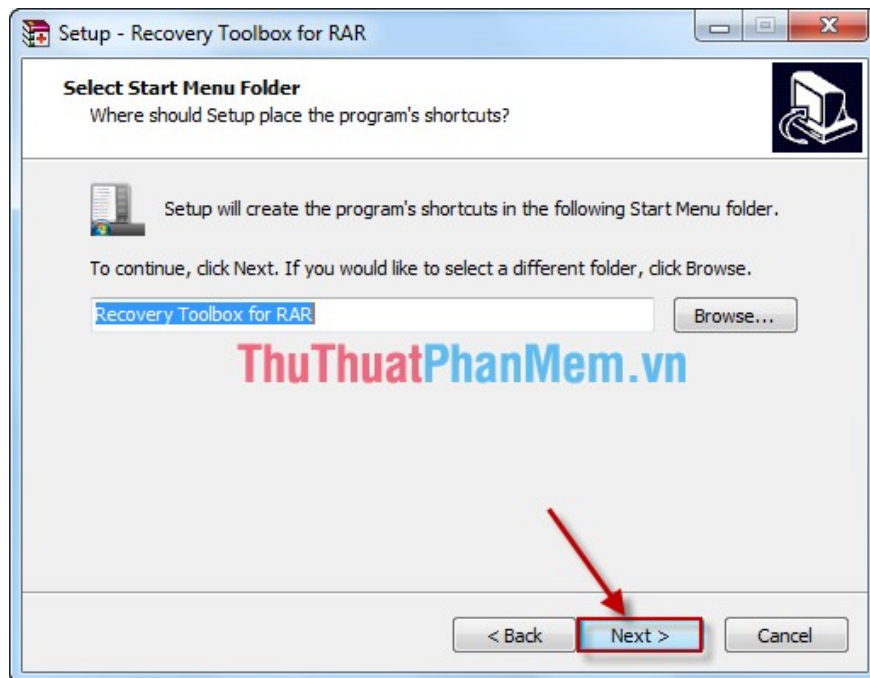 Setup - Recovery Toolbox for RAR
Select Start Menu Folder
Where should Setup place the program's shortcuts?
Setup will create the program's shortcuts in the following Start Menu folder.
To continue, click Next. If you would like to select a different folder, click Browse.
Recovery Toolbox for RAR
Browse...
ThuThuatPhanMem.vn
< Back
Next >
Cancel